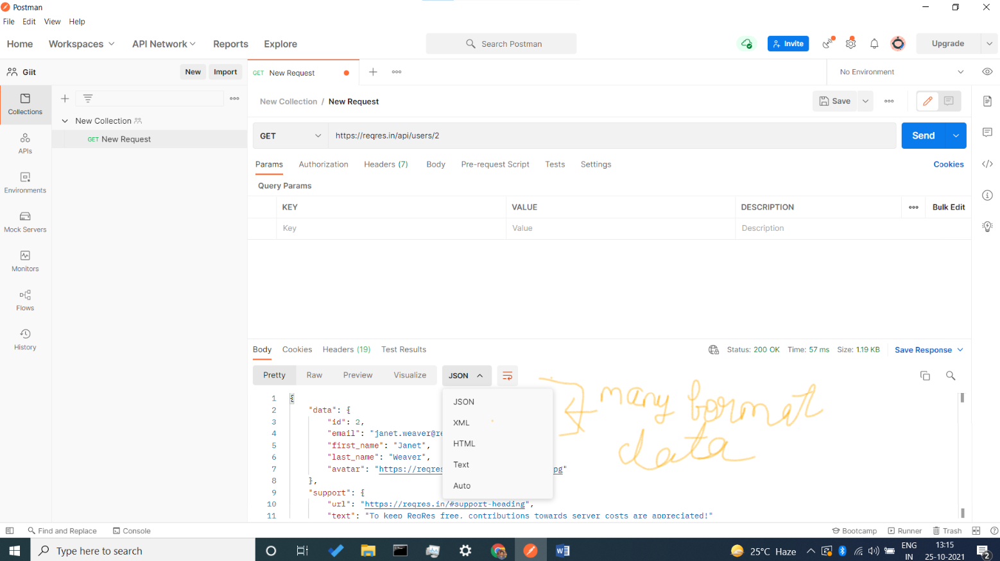 Postman
File Edit View Help
Home Workspaces API Network Reports Explore Search Postman Invite Upgrade
Giit New Import GET New Request No Environment
Collections
New Collection / New Request Save
New Collection
GET New Request
GET https://reqres.in/api/users/2 Send
APIs
Params Authorization Headers (7) Body Pre-request Script Tests Settings Cookies
Query Params
Environments
KEY VALUE DESCRIPTION Bulk Edit
Key Value Description
Mock Servers
Monitors
Flows
History
Body Cookies Headers (19) Test Results Status: 200 OK Time: 57 ms Size: 1.19 KB Save Response
Pretty Raw Preview Visualize JSON
JSON
XML
HTML
Text
Auto
many format
data
1 {
2 "data": {
3 "id": 2,
4 "email": "janet.weaver@re
5 "first_name": "Janet",
6 "last_name": "Weaver",
7 "avatar": "https://reqres pg"
8 },
9 "support": {
10 "url": "https://reqres.in/#support-heading",
11 "text": "To keep ReqRes free, contributions towards server costs are appreciated!"
Find and Replace Console Bootcamp Runner Trash
Type here to search 25°C Haze ENG IN 13:15 25-10-2021 2